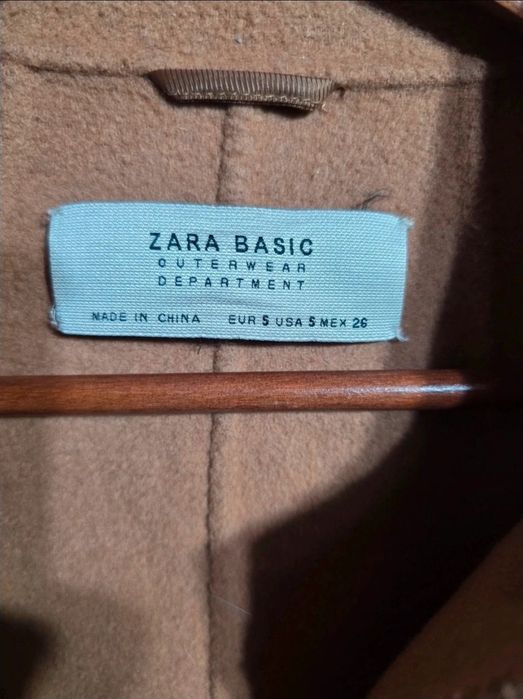 ZARA BASIC
OUTERWEAR
DEPARTMENT
MADE IN CHINA EUR S USA S MEX 26